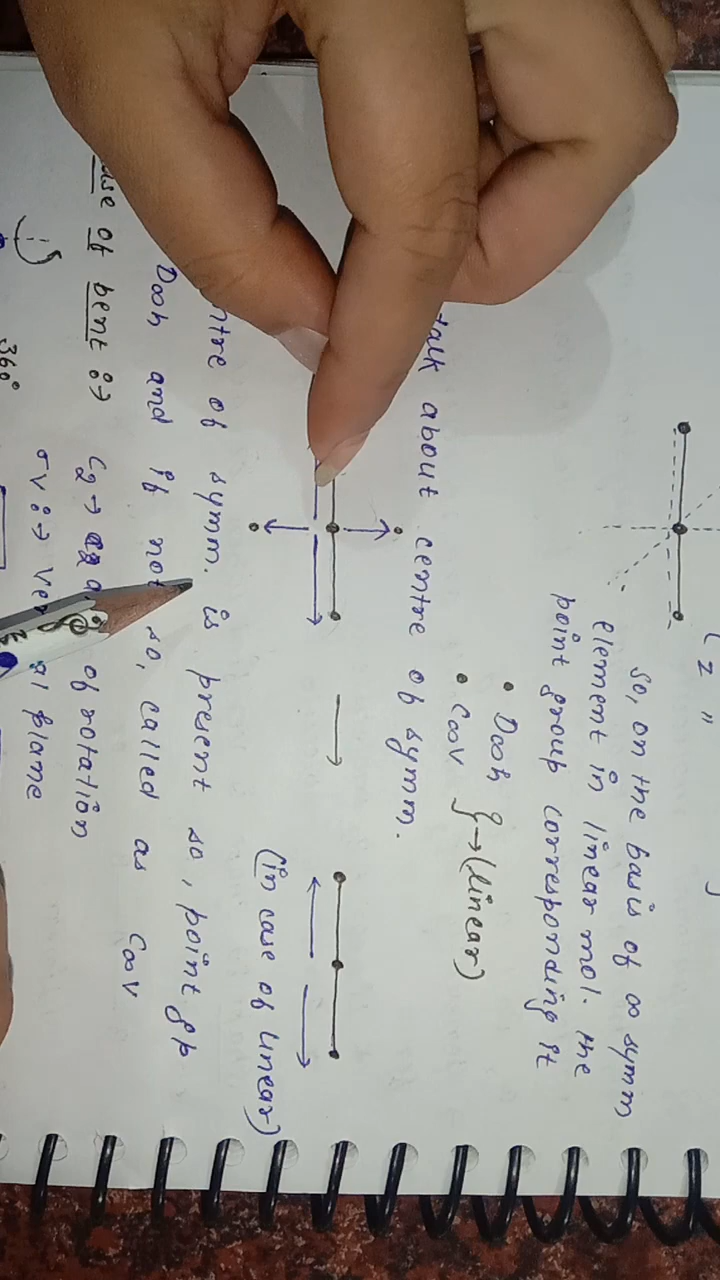 z "
so, on the basis of ∞ symm
element in linear mol. the
point group corresponding it
• D∞h
• C∞v } → (linear)
talk about centre of symm.
(in case of linear)
ntre of symm. is present so, point gp
D∞h and if not so, called as C∞v
ase of bent :→ C2 → of rotation
360°
σv :→ plane